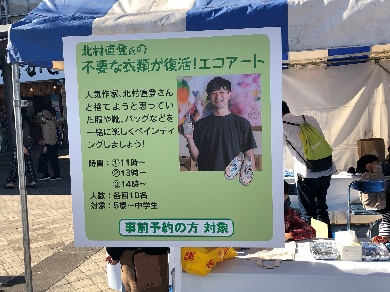 北村直登氏の
不要な衣類が復活！エコアート
人気作家、北村直登さん
と捨てようと思ってい
た服や靴、バッグなどを
一緒に楽しくペインティ
ングしましょう！
時間：①11時～
②13時～
③14時～
人数：各回10名
対象：5歳～中学生
事前予約の方 対象